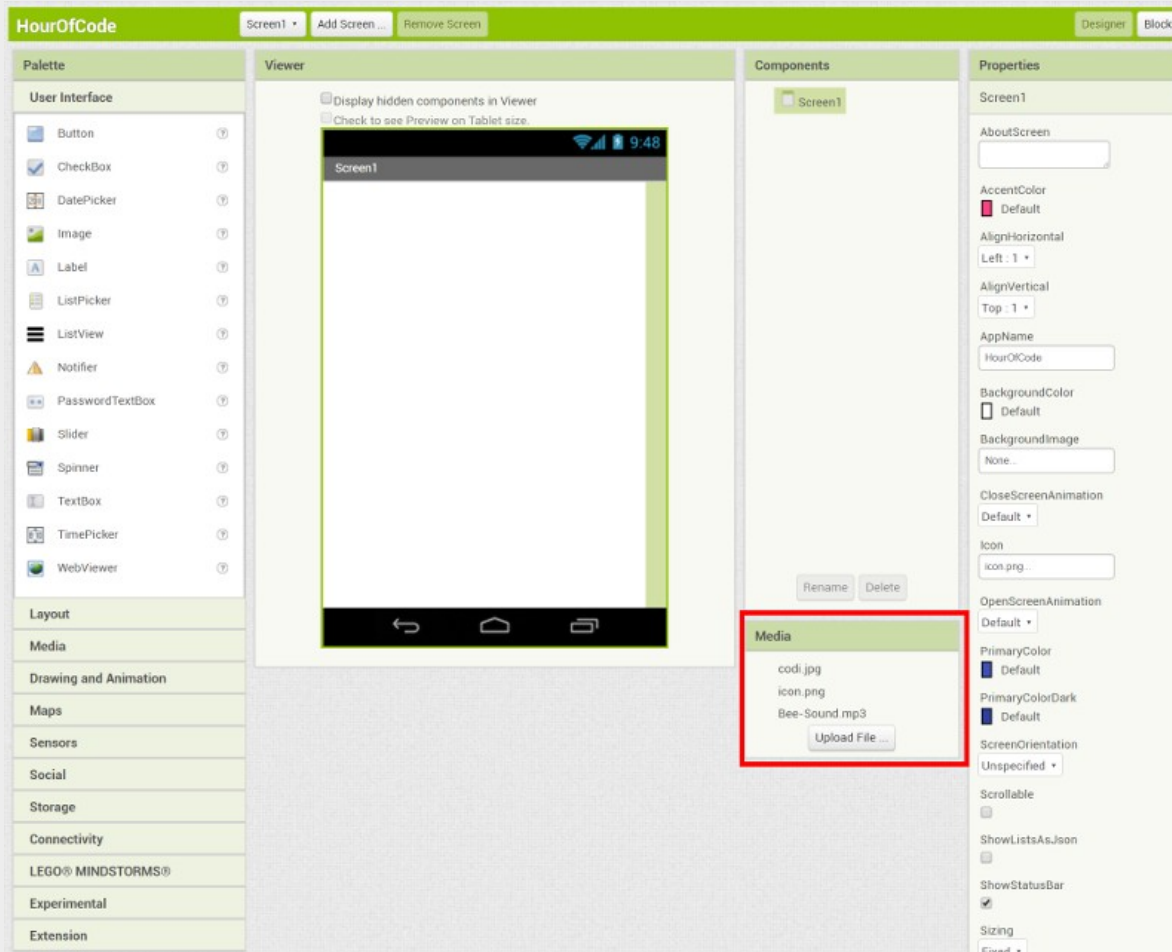 HourOfCode
Screen1
Add Screen ...
Remove Screen
Designer
Block
Palette
User Interface
Button
CheckBox
DatePicker
Image
Label
ListPicker
ListView
Notifier
PasswordTextBox
Slider
Spinner
TextBox
TimePicker
WebViewer
Layout
Media
Drawing and Animation
Maps
Sensors
Social
Storage
Connectivity
LEGO® MINDSTORMS®
Experimental
Extension
Viewer
Display hidden components in Viewer
Check to see Preview on Tablet size.
9:48
Screen1
Components
Screen1
Rename
Delete
Media
codi.jpg
icon.png
Bee-Sound.mp3
Upload File ...
Properties
Screen1
AboutScreen
AccentColor
Default
AlignHorizontal
Left : 1
AlignVertical
Top : 1
AppName
HourOfCode
BackgroundColor
Default
BackgroundImage
None...
CloseScreenAnimation
Default
Icon
icon.png...
OpenScreenAnimation
Default
PrimaryColor
Default
PrimaryColorDark
Default
ScreenOrientation
Unspecified
Scrollable
ShowListsAsJson
ShowStatusBar
Sizing
Fixed